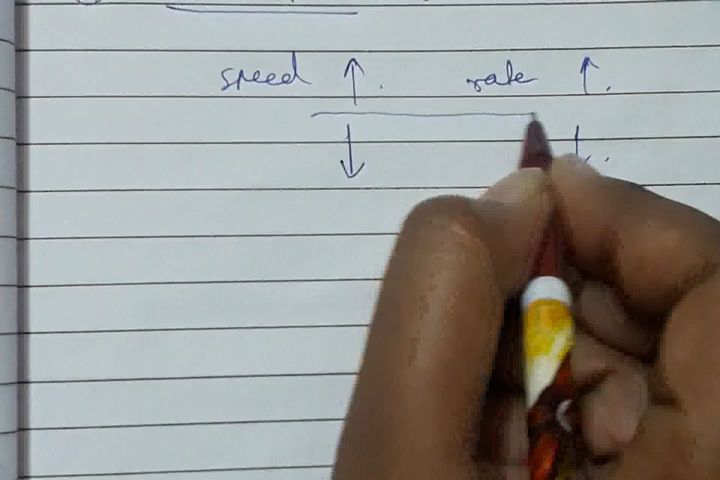 speed ↑ . rate ↑ .
↓ ↓ .